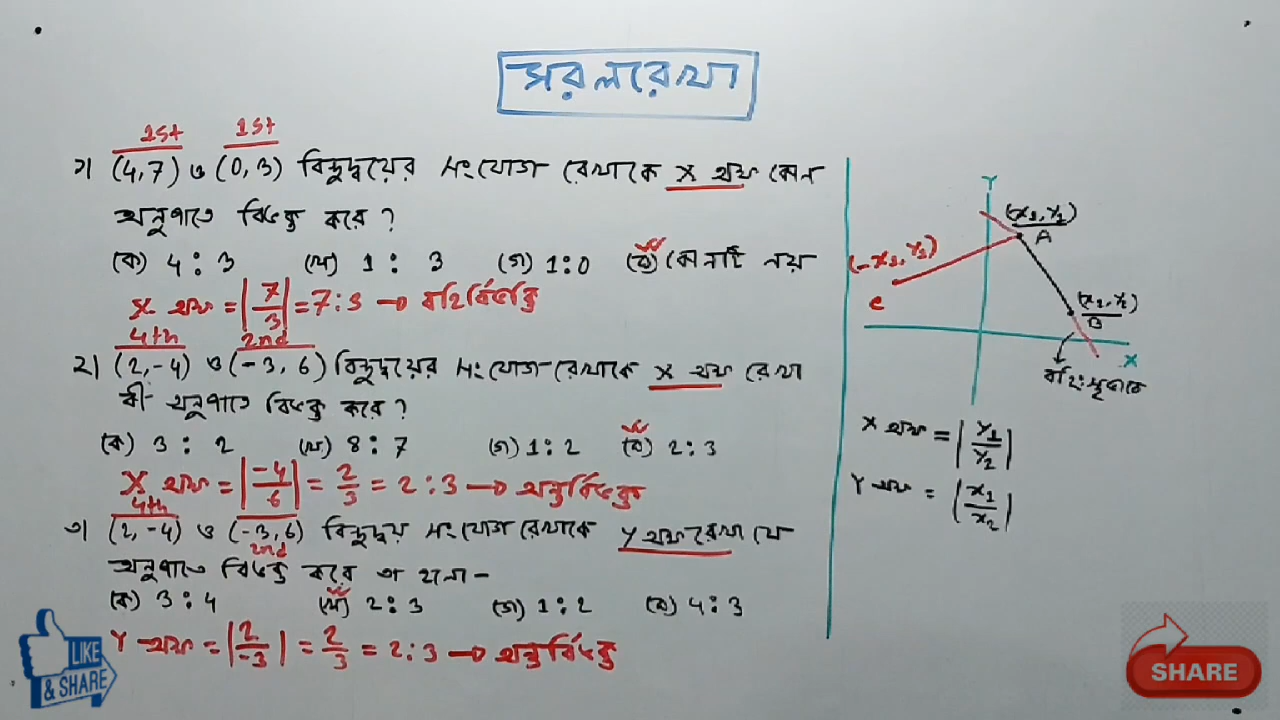 সরলরেখা
1st 1st
১। (4,7) ও (0,3) বিন্দুদ্বয়ের সংযোগ রেখাকে X অক্ষ কোন
অনুপাতে বিভক্ত করে ?
(ক) 4 : 3 (খ) 1 : 3 (গ) 1:0 (ঘ) কোনটি নয়
X অক্ষ = |7/3| = 7:3 → বহির্বিভক্ত
4th 2nd
২। (2,-4) ও (-3,6) বিন্দুদ্বয়ের সংযোগ রেখাকে X অক্ষ রেখা
কী অনুপাতে বিভক্ত করে ?
(ক) 3 : 2 (খ) 8 : 7 (গ) 1 : 2 (ঘ) 2 : 3
X অক্ষ = |-4/6| = 2/3 = 2:3 → অন্তর্বিভক্ত
4th
৩। (2,-4) ও (-3,6) বিন্দুদ্বয় সংযোগ রেখাকে Y অক্ষরেখা যে
2nd
অনুপাতে বিভক্ত করে তা হলো -
(ক) 3 : 4 (খ) 2 : 3 (গ) 1 : 2 (ঘ) 4 : 3
Y অক্ষ = |2/-3| = 2/3 = 2:3 → অন্তর্বিভক্ত
Y
(x₁, y₁)
A
(-x₃, y₃)
C
(x₂, y₂)
B
X
X অক্ষ = |y₁/y₂|
Y অক্ষ = |x₁/x₂|
LIKE
& SHARE
SHARE